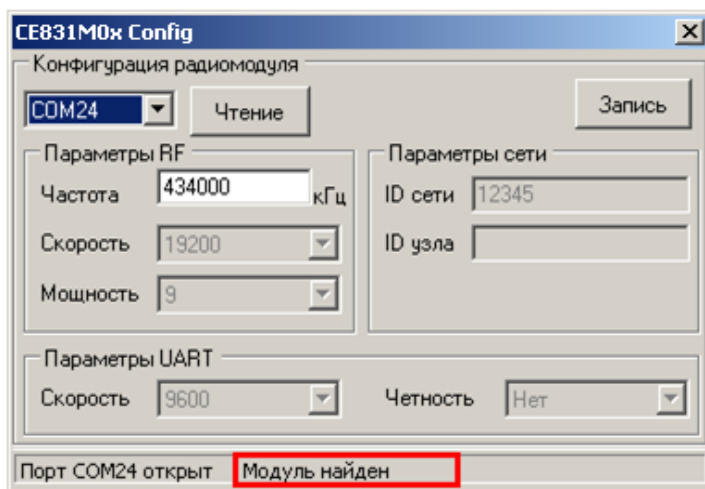 CE831M0x Config
Конфигурация радиомодуля
COM24 Чтение Запись
Параметры RF Параметры сети
Частота 434000 кГц ID сети 12345
Скорость 19200 ID узла
Мощность 9
Параметры UART
Скорость 9600 Четность Нет
Порт COM24 открыт Модуль найден